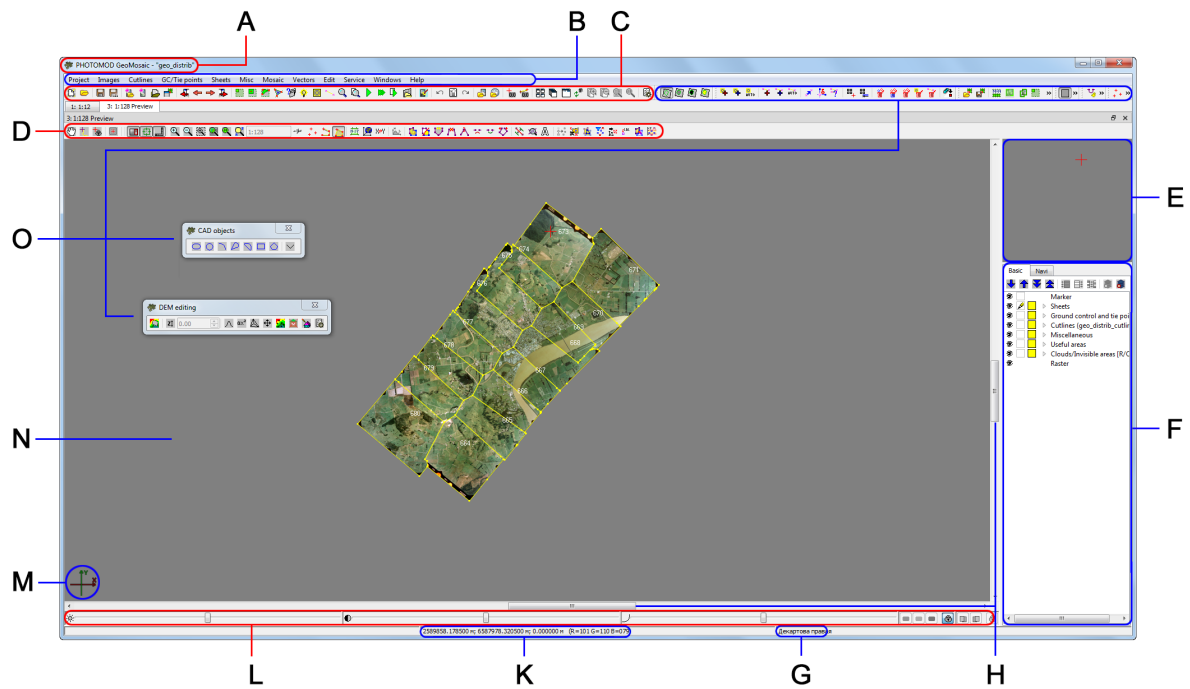 A
B
C
PHOTOMOD GeoMosaic - "geo_distrib"
Project Images Cutlines GC/Tie points Sheets Misc Mosaic Vectors Edit Service Windows Help
1: 1:12 3: 1:128 Preview
3: 1:128 Preview
D
1:128
E
O
CAD objects
DEM editing
0.00
673
674
675
671
676
670
677
669
678
668
679
667
666
680
665
664
Basic Navi
Marker
Sheets
Ground control and tie poi
Cutlines (geo_distrib_cutlin
Miscellaneous
Useful areas
Clouds/Invisible areas [R/O
Raster
F
N
M
Y
X
2589858.178500 м; 6587978.320500 м; 0.000000 м (R=101 G=110 B=079
Декартова правая
L
K
G
H